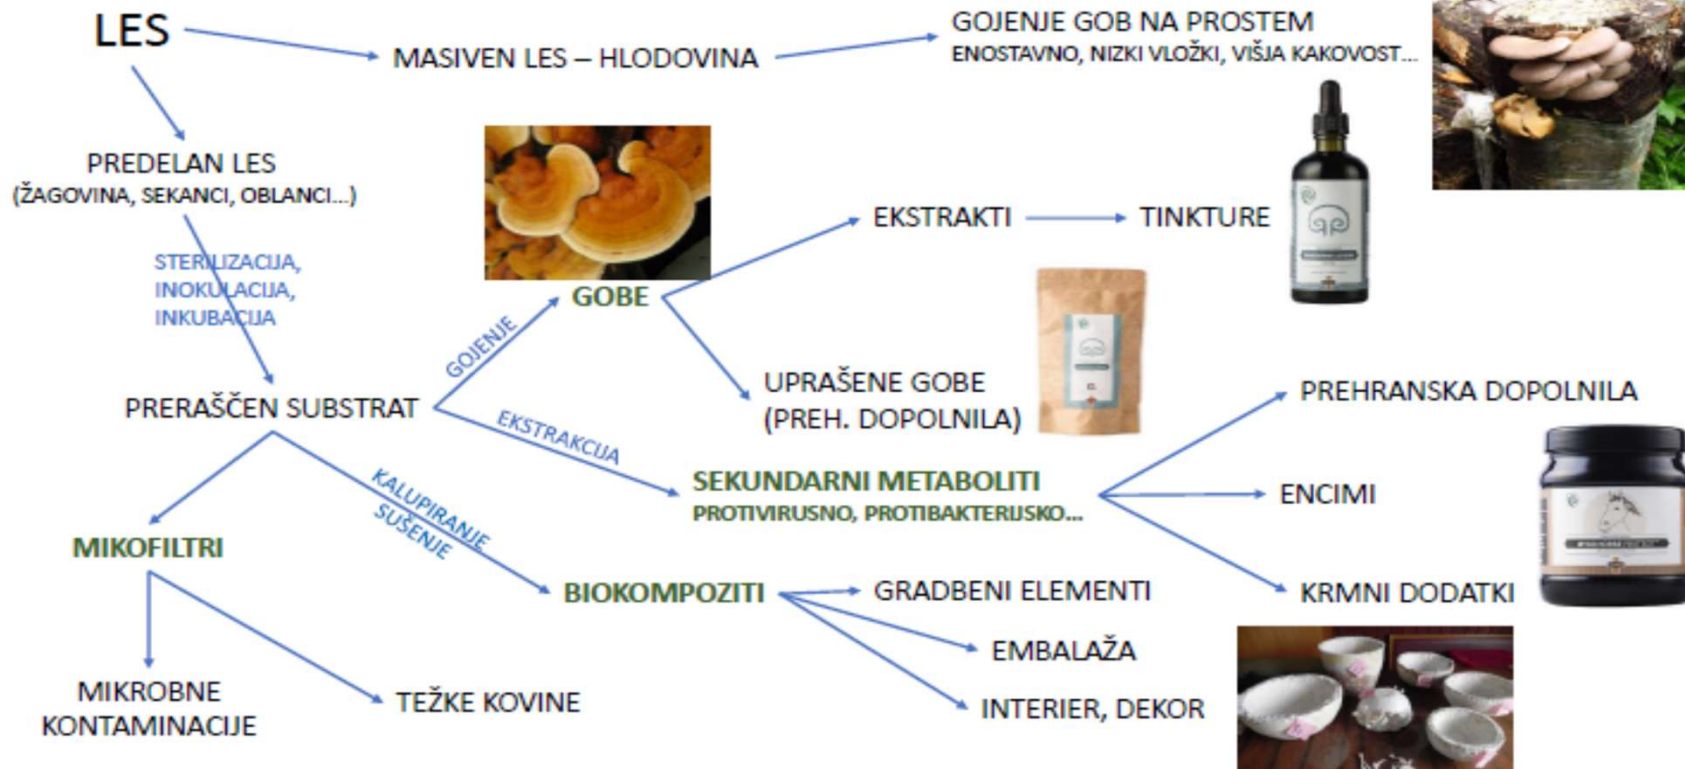 LES
MASIVEN LES – HLODOVINA
GOJENJE GOB NA PROSTEM
ENOSTAVNO, NIZKI VLOŽKI, VIŠJA KAKOVOST...
PREDELAN LES
(ŽAGOVINA, SEKANCI, OBLANCI...)
STERILIZACIJA,
INOKULACIJA,
INKUBACIJA
PRERAŠČEN SUBSTRAT
GOJENJE
GOBE
EKSTRAKTI
TINKTURE
UPRAŠENE GOBE
(PREH. DOPOLNILA)
EKSTRAKCIJA
SEKUNDARNI METABOLITI
PROTIVIRUSNO, PROTIBAKTERIJSKO...
PREHRANSKA DOPOLNILA
ENCIMI
KRMNI DODATKI
KALUPIRANJE
SUŠENJE
BIOKOMPOZITI
GRADBENI ELEMENTI
EMBALAŽA
INTERIER, DEKOR
MIKOFILTRI
MIKROBNE
KONTAMINACIJE
TEŽKE KOVINE